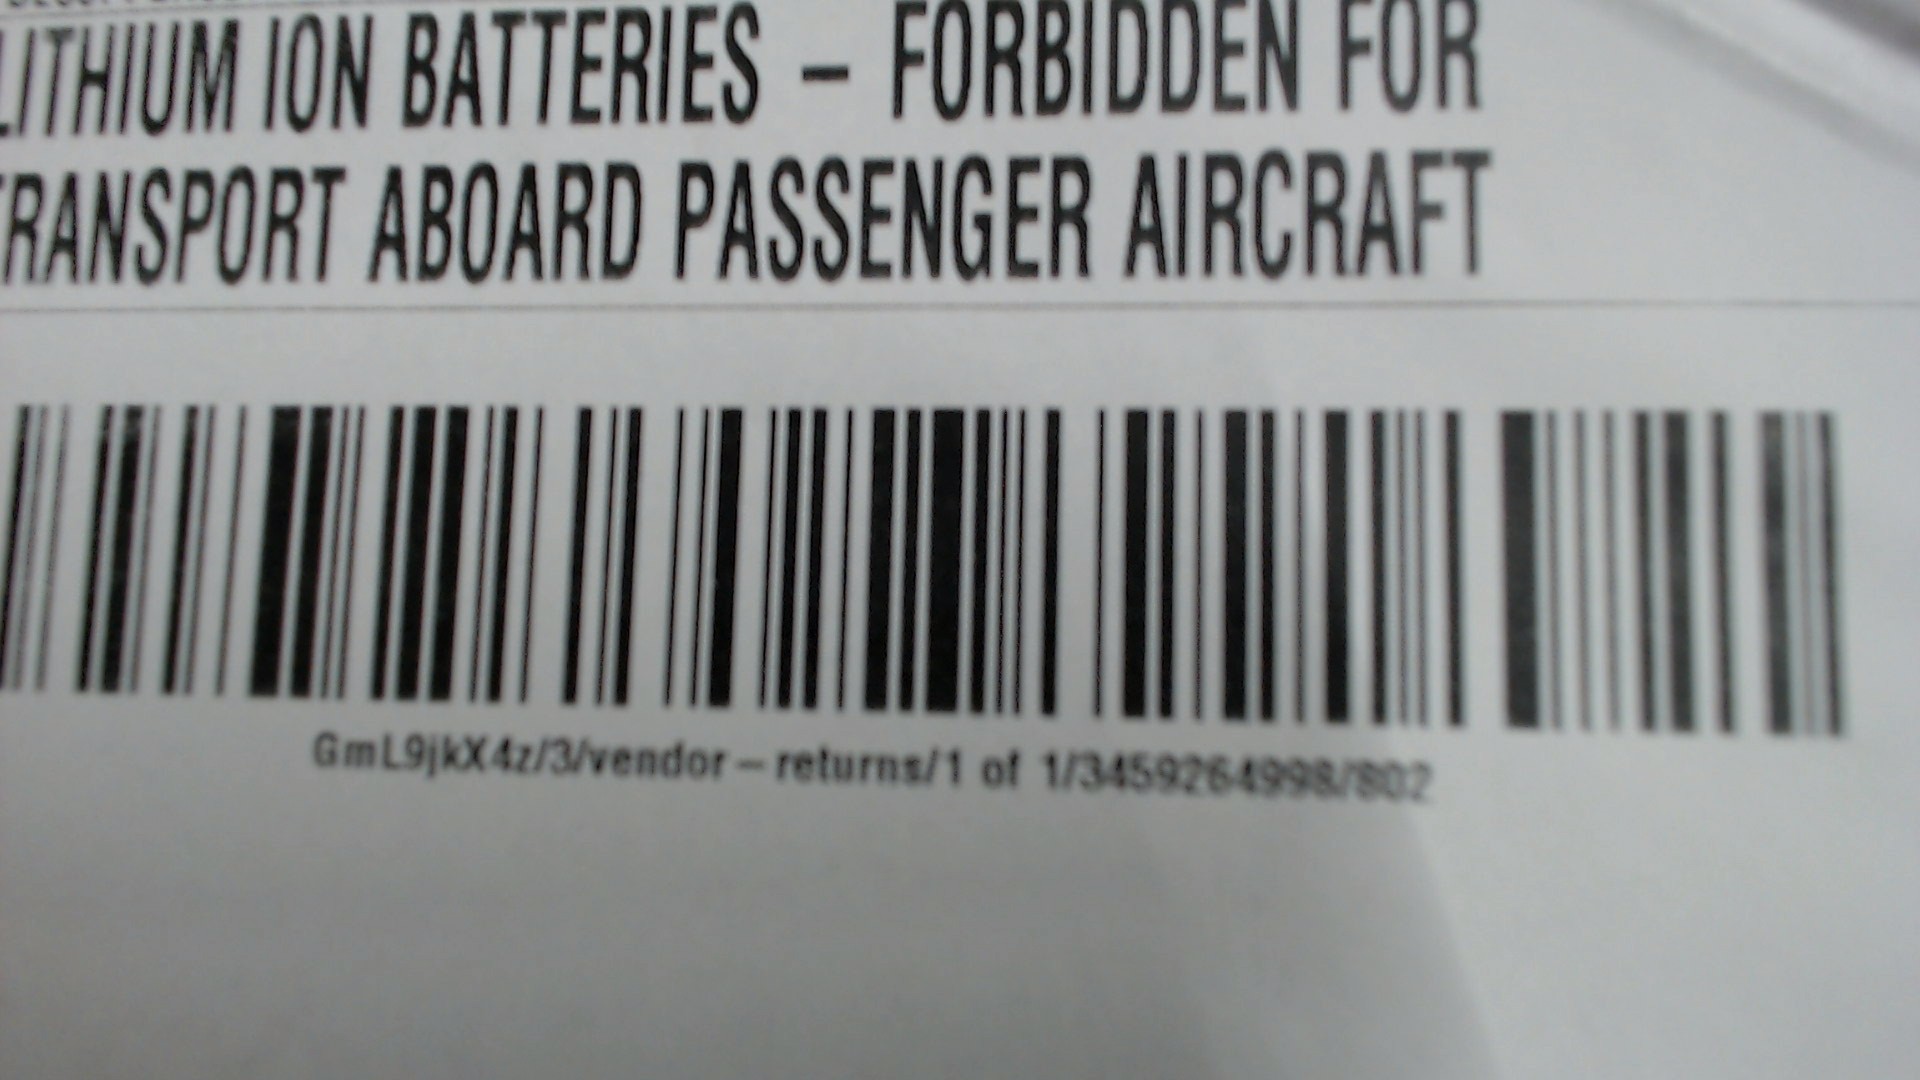 LITHIUM ION BATTERIES – FORBIDDEN FOR
TRANSPORT ABOARD PASSENGER AIRCRAFT
GmL9jkX4z/3/vendor – returns/1 of 1/3459264998/802